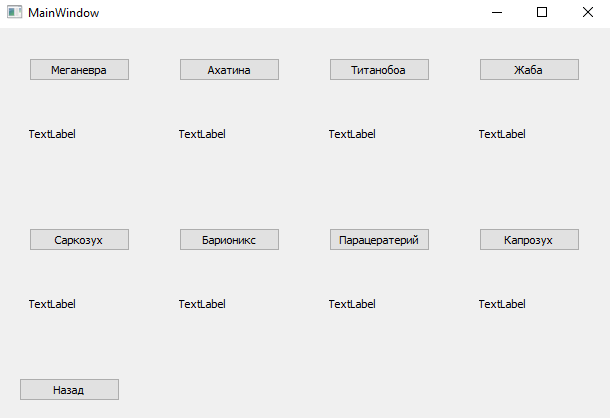 MainWindow
Меганевра Ахатина Титанобоа Жаба
TextLabel TextLabel TextLabel TextLabel
Саркозух Барионикс Парацератерий Капрозух
TextLabel TextLabel TextLabel TextLabel
Назад